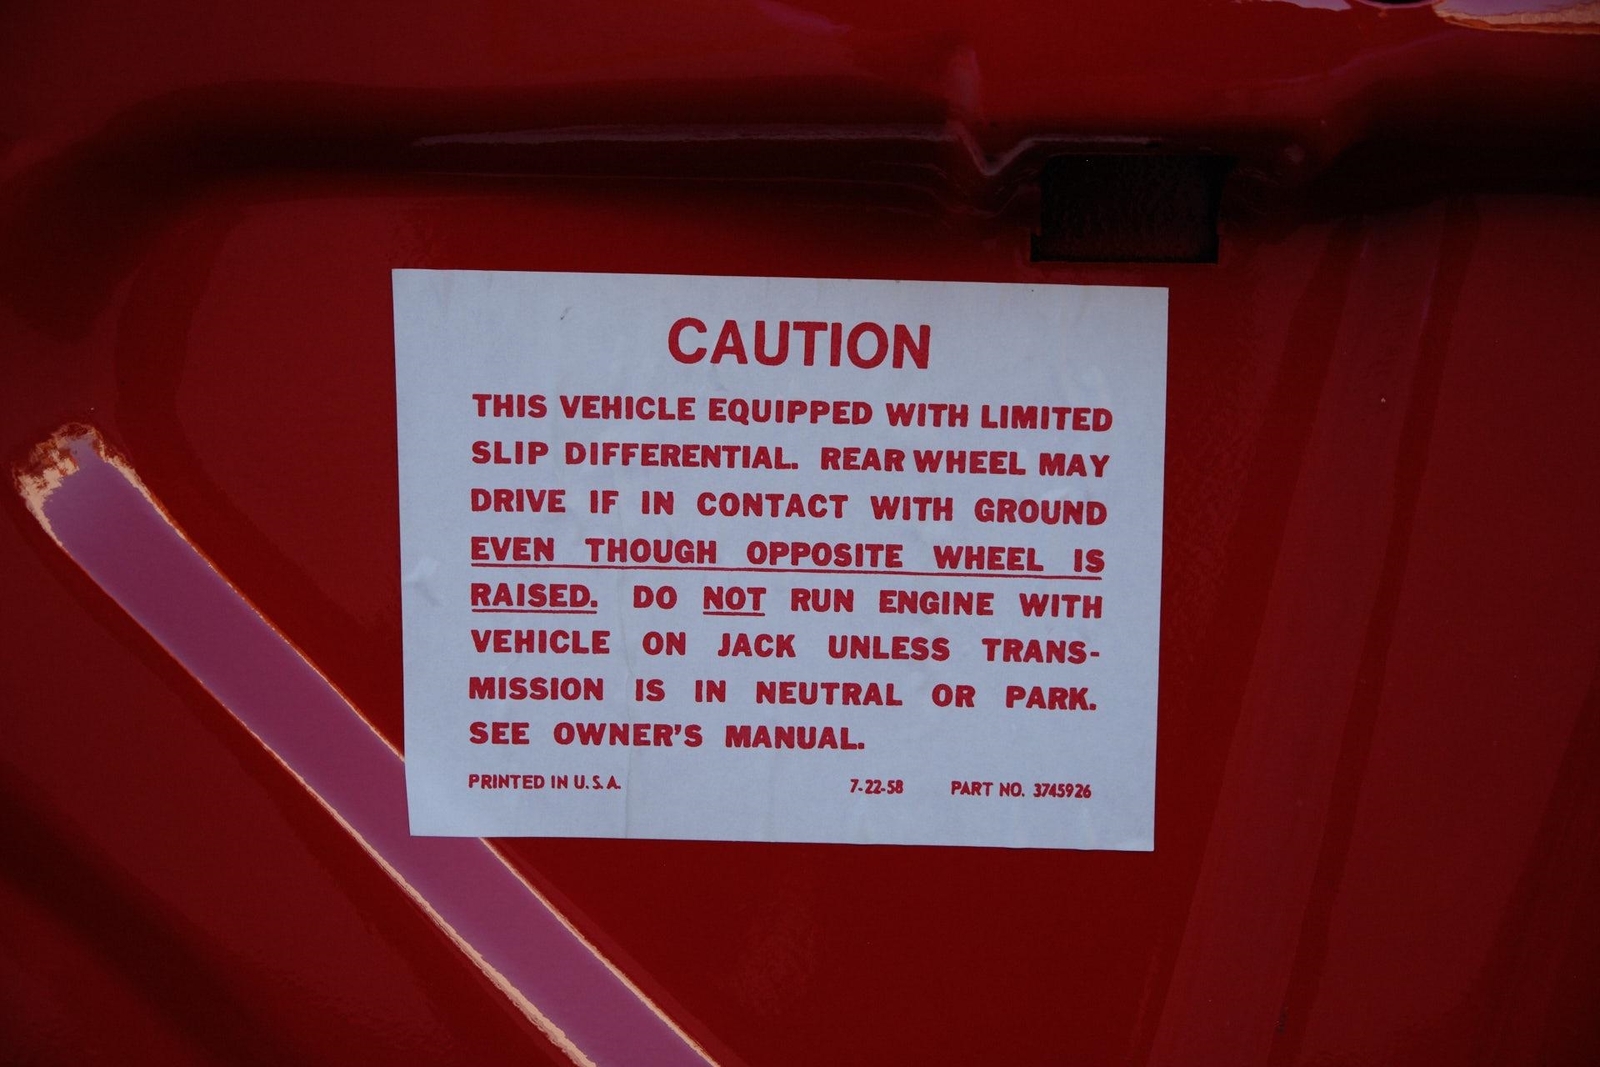 CAUTION
THIS VEHICLE EQUIPPED WITH LIMITED
SLIP DIFFERENTIAL. REAR WHEEL MAY
DRIVE IF IN CONTACT WITH GROUND
EVEN THOUGH OPPOSITE WHEEL IS
RAISED. DO NOT RUN ENGINE WITH
VEHICLE ON JACK UNLESS TRANS-
MISSION IS IN NEUTRAL OR PARK.
SEE OWNER'S MANUAL.
PRINTED IN U.S.A. 7-22-58 PART NO. 3745926